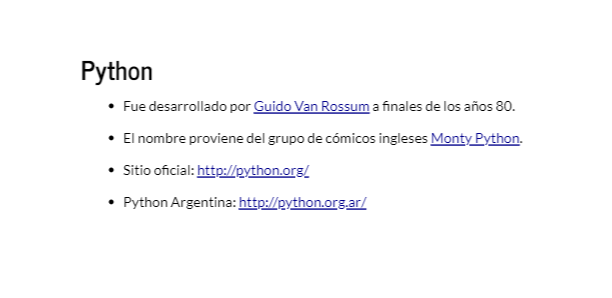 Python
• Fue desarrollado por Guido Van Rossum a finales de los años 80.
• El nombre proviene del grupo de cómicos ingleses Monty Python.
• Sitio oficial: http://python.org/
• Python Argentina: http://python.org.ar/